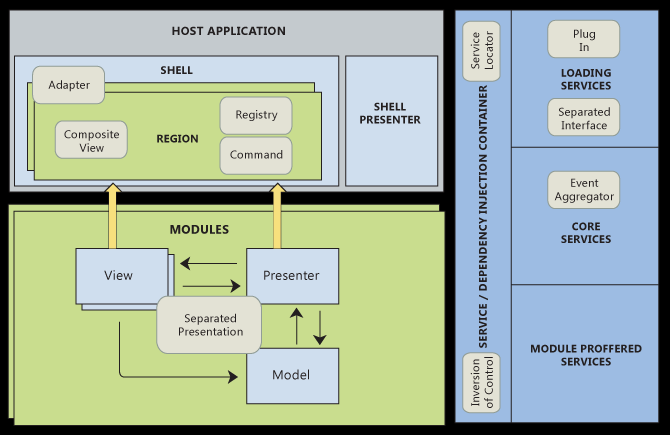 HOST APPLICATION
SHELL
Adapter
Composite
View
REGION
Registry
Command
SHELL
PRESENTER
MODULES
View
Presenter
Separated
Presentation
Model
SERVICE / DEPENDENCY INJECTION CONTAINER
Service
Locator
Inversion
of Control
Plug
In
LOADING
SERVICES
Separated
Interface
Event
Aggregator
CORE
SERVICES
MODULE PROFFERED
SERVICES